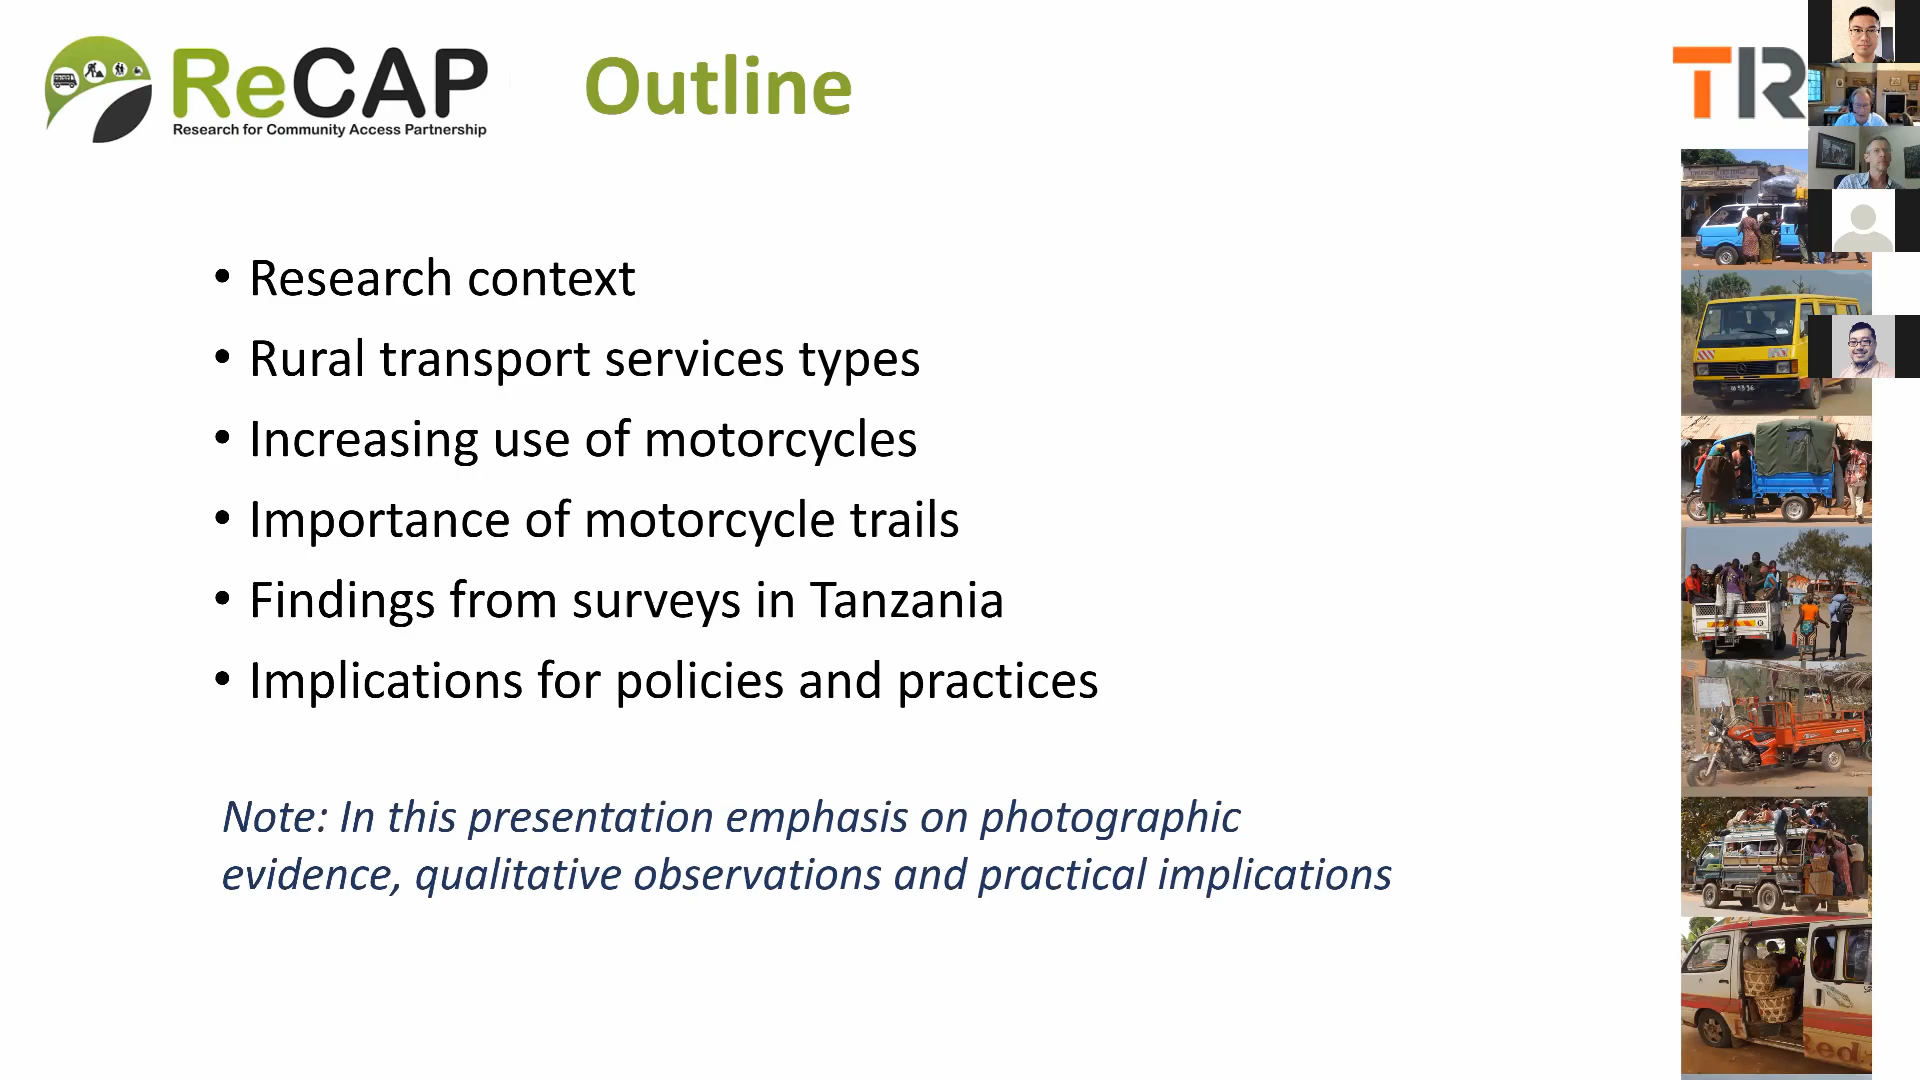 ReCAP
Research for Community Access Partnership
Outline
TR
• Research context
• Rural transport services types
• Increasing use of motorcycles
• Importance of motorcycle trails
• Findings from surveys in Tanzania
• Implications for policies and practices
Note: In this presentation emphasis on photographic
evidence, qualitative observations and practical implications